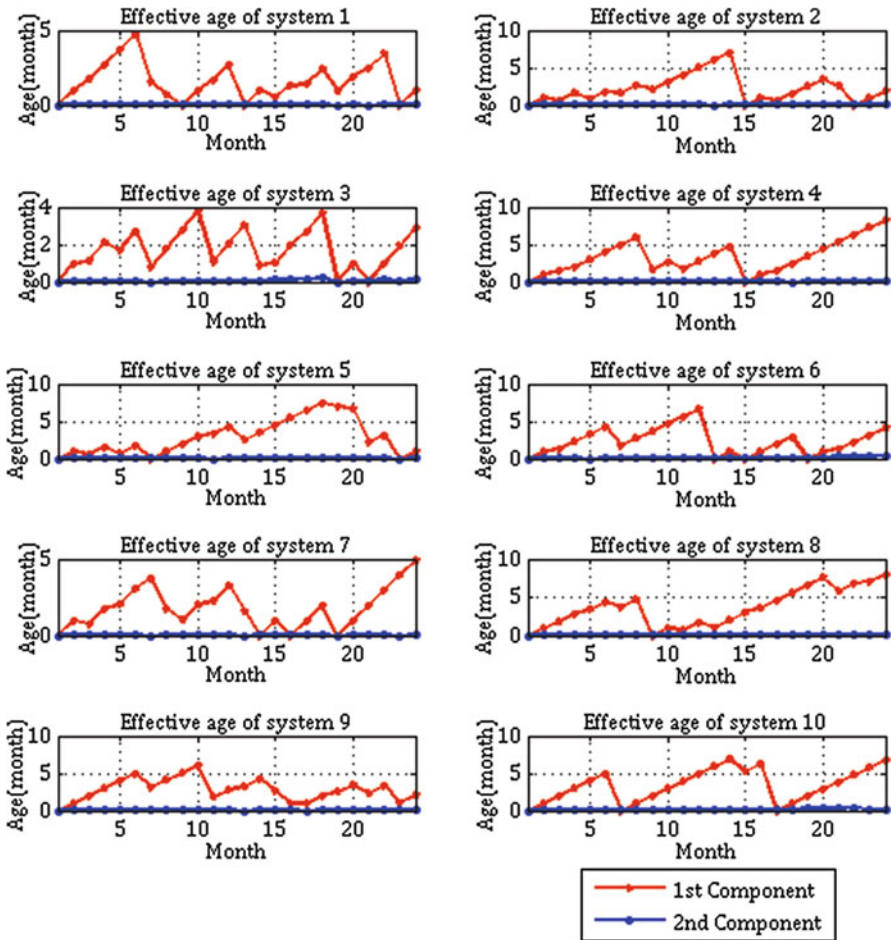 Effective age of system 1
Effective age of system 2
5
0
Age(month)
5 10 15 20
Month
10
5
0
Age(month)
5 10 15 20
Month
Effective age of system 3
Effective age of system 4
4
2
0
Age(month)
5 10 15 20
Month
10
5
0
Age(month)
5 10 15 20
Month
Effective age of system 5
Effective age of system 6
10
5
0
Age(month)
5 10 15 20
Month
10
5
0
Age(month)
5 10 15 20
Month
Effective age of system 7
Effective age of system 8
5
0
Age(month)
5 10 15 20
Month
10
5
0
Age(month)
5 10 15 20
Month
Effective age of system 9
Effective age of system 10
10
5
0
Age(month)
5 10 15 20
Month
10
5
0
Age(month)
5 10 15 20
Month
1st Component
2nd Component